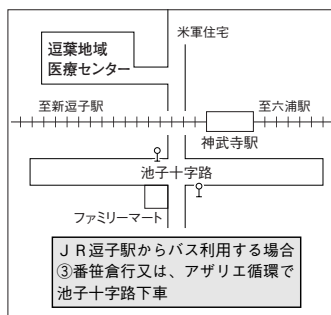 米軍住宅
逗葉地域
医療センター
至新逗子駅
至六浦駅
神武寺駅
池子十字路
ファミリーマート
JR逗子駅からバス利用する場合
③番笹倉行又は、アザリエ循環で
池子十字路下車